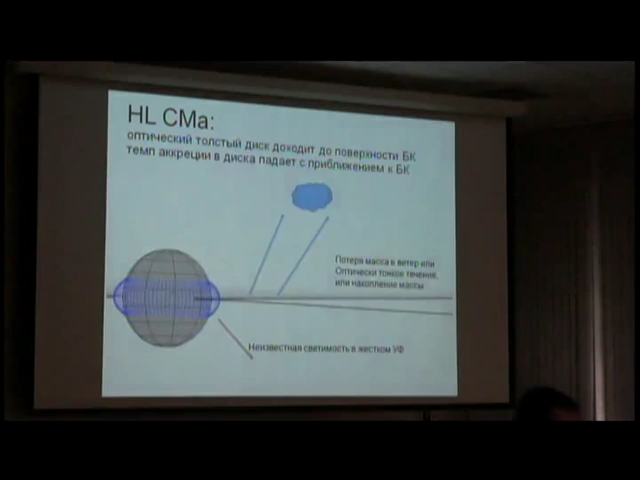 HL CMa:
оптический толстый диск доходит до поверхности БК
темп аккреции в диска падает с приближением к БК
Потеря масса в ветер или
Оптически тонкое течение,
или накопление массы
Неизвестная светимость в жестком УФ